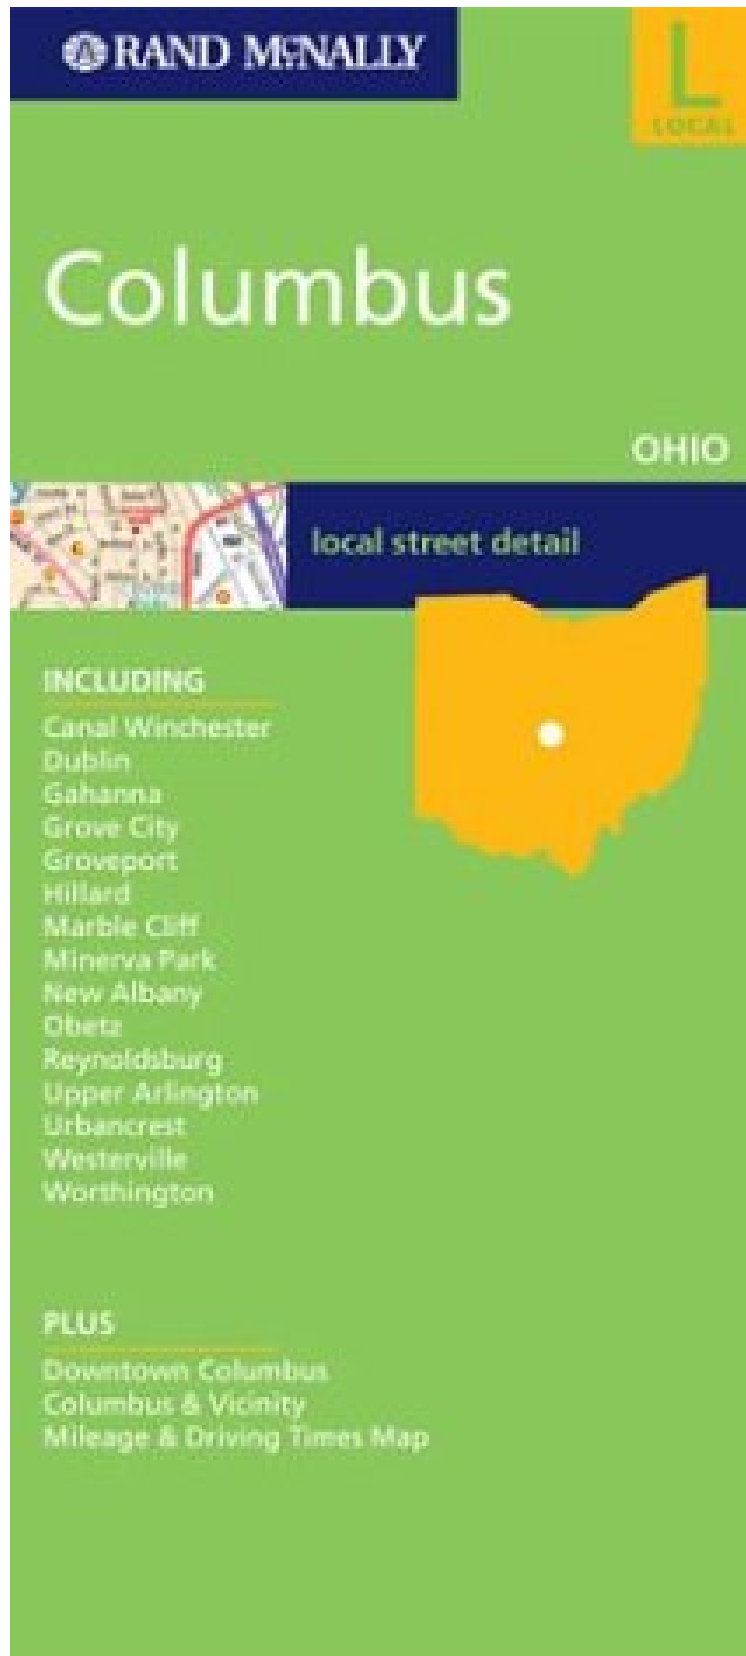 RAND McNALLY
L
LOCAL
Columbus
OHIO
local street detail
INCLUDING
Canal Winchester
Dublin
Gahanna
Grove City
Groveport
Hillard
Marble Cliff
Minerva Park
New Albany
Obetz
Reynoldsburg
Upper Arlington
Urbancrest
Westerville
Worthington
PLUS
Downtown Columbus
Columbus & Vicinity
Mileage & Driving Times Map